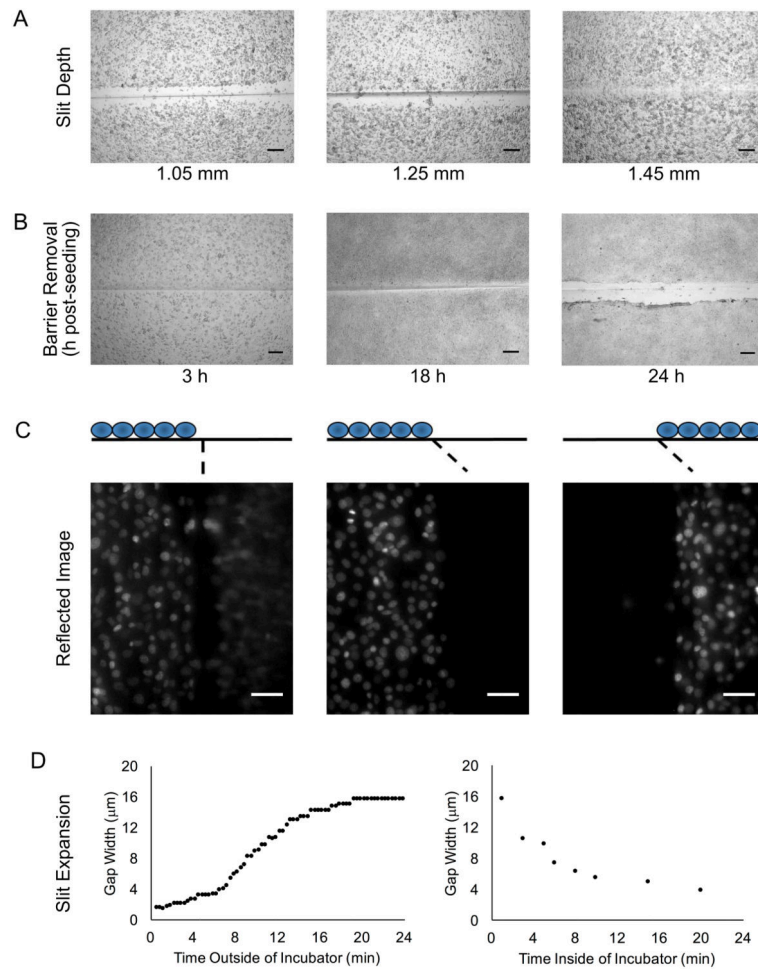 A
Slit Depth
1.05 mm
1.25 mm
1.45 mm
B
Barrier Removal
(h post-seeding)
3 h
18 h
24 h
C
Reflected Image
D
Slit Expansion
Gap Width (μm)
20
16
12
8
4
0
0 4 8 12 16 20 24
Time Outside of Incubator (min)
Gap Width (μm)
20
16
12
8
4
0
0 4 8 12 16 20 24
Time Inside of Incubator (min)